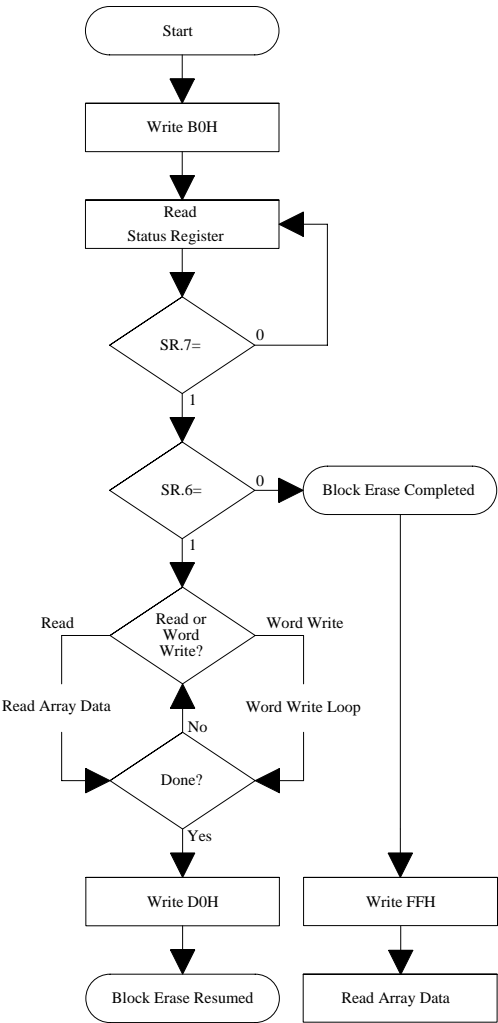 Start
Write B0H
Read
Status Register
SR.7=
0
1
SR.6=
0
Block Erase Completed
1
Read
Read or
Word
Write?
Word Write
Read Array Data
Word Write Loop
No
Done?
Yes
Write D0H
Write FFH
Block Erase Resumed
Read Array Data